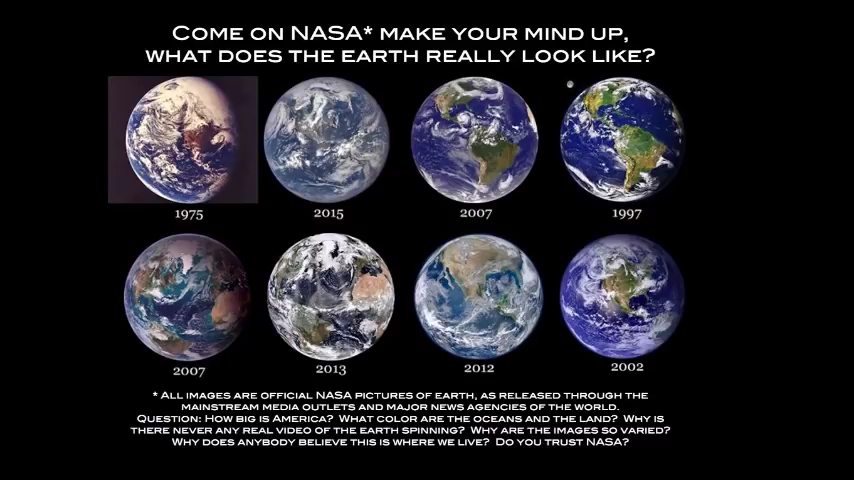 Come on NASA* make your mind up,
what does the earth really look like?
1975
2015
2007
1997
2007
2013
2012
2002
* All images are official NASA pictures of earth, as released through the
mainstream media outlets and major news agencies of the world.
Question: How big is America? What color are the oceans and the land? Why is
there never any real video of the earth spinning? Why are the images so varied?
Why does anybody believe this is where we live? Do you trust NASA?